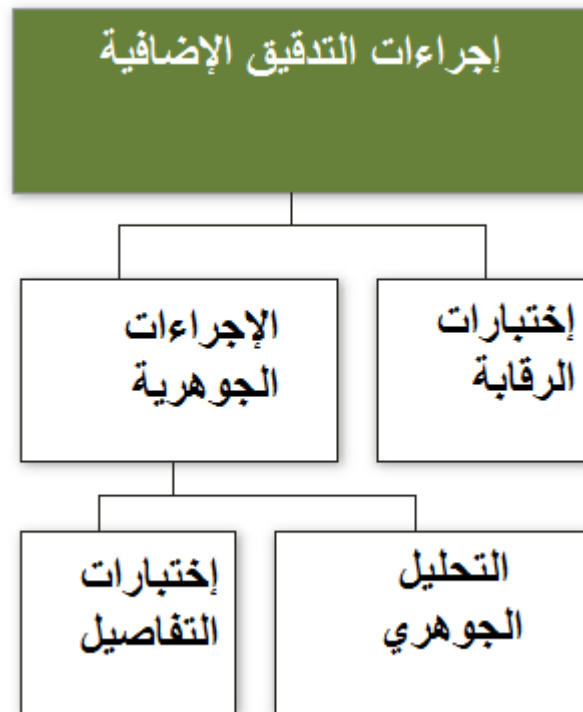 إجراءات التدقيق الإضافية
إختبارات
الرقابة
الإجراءات
الجوهرية
التحليل
الجوهري
إختبارات
التفاصيل